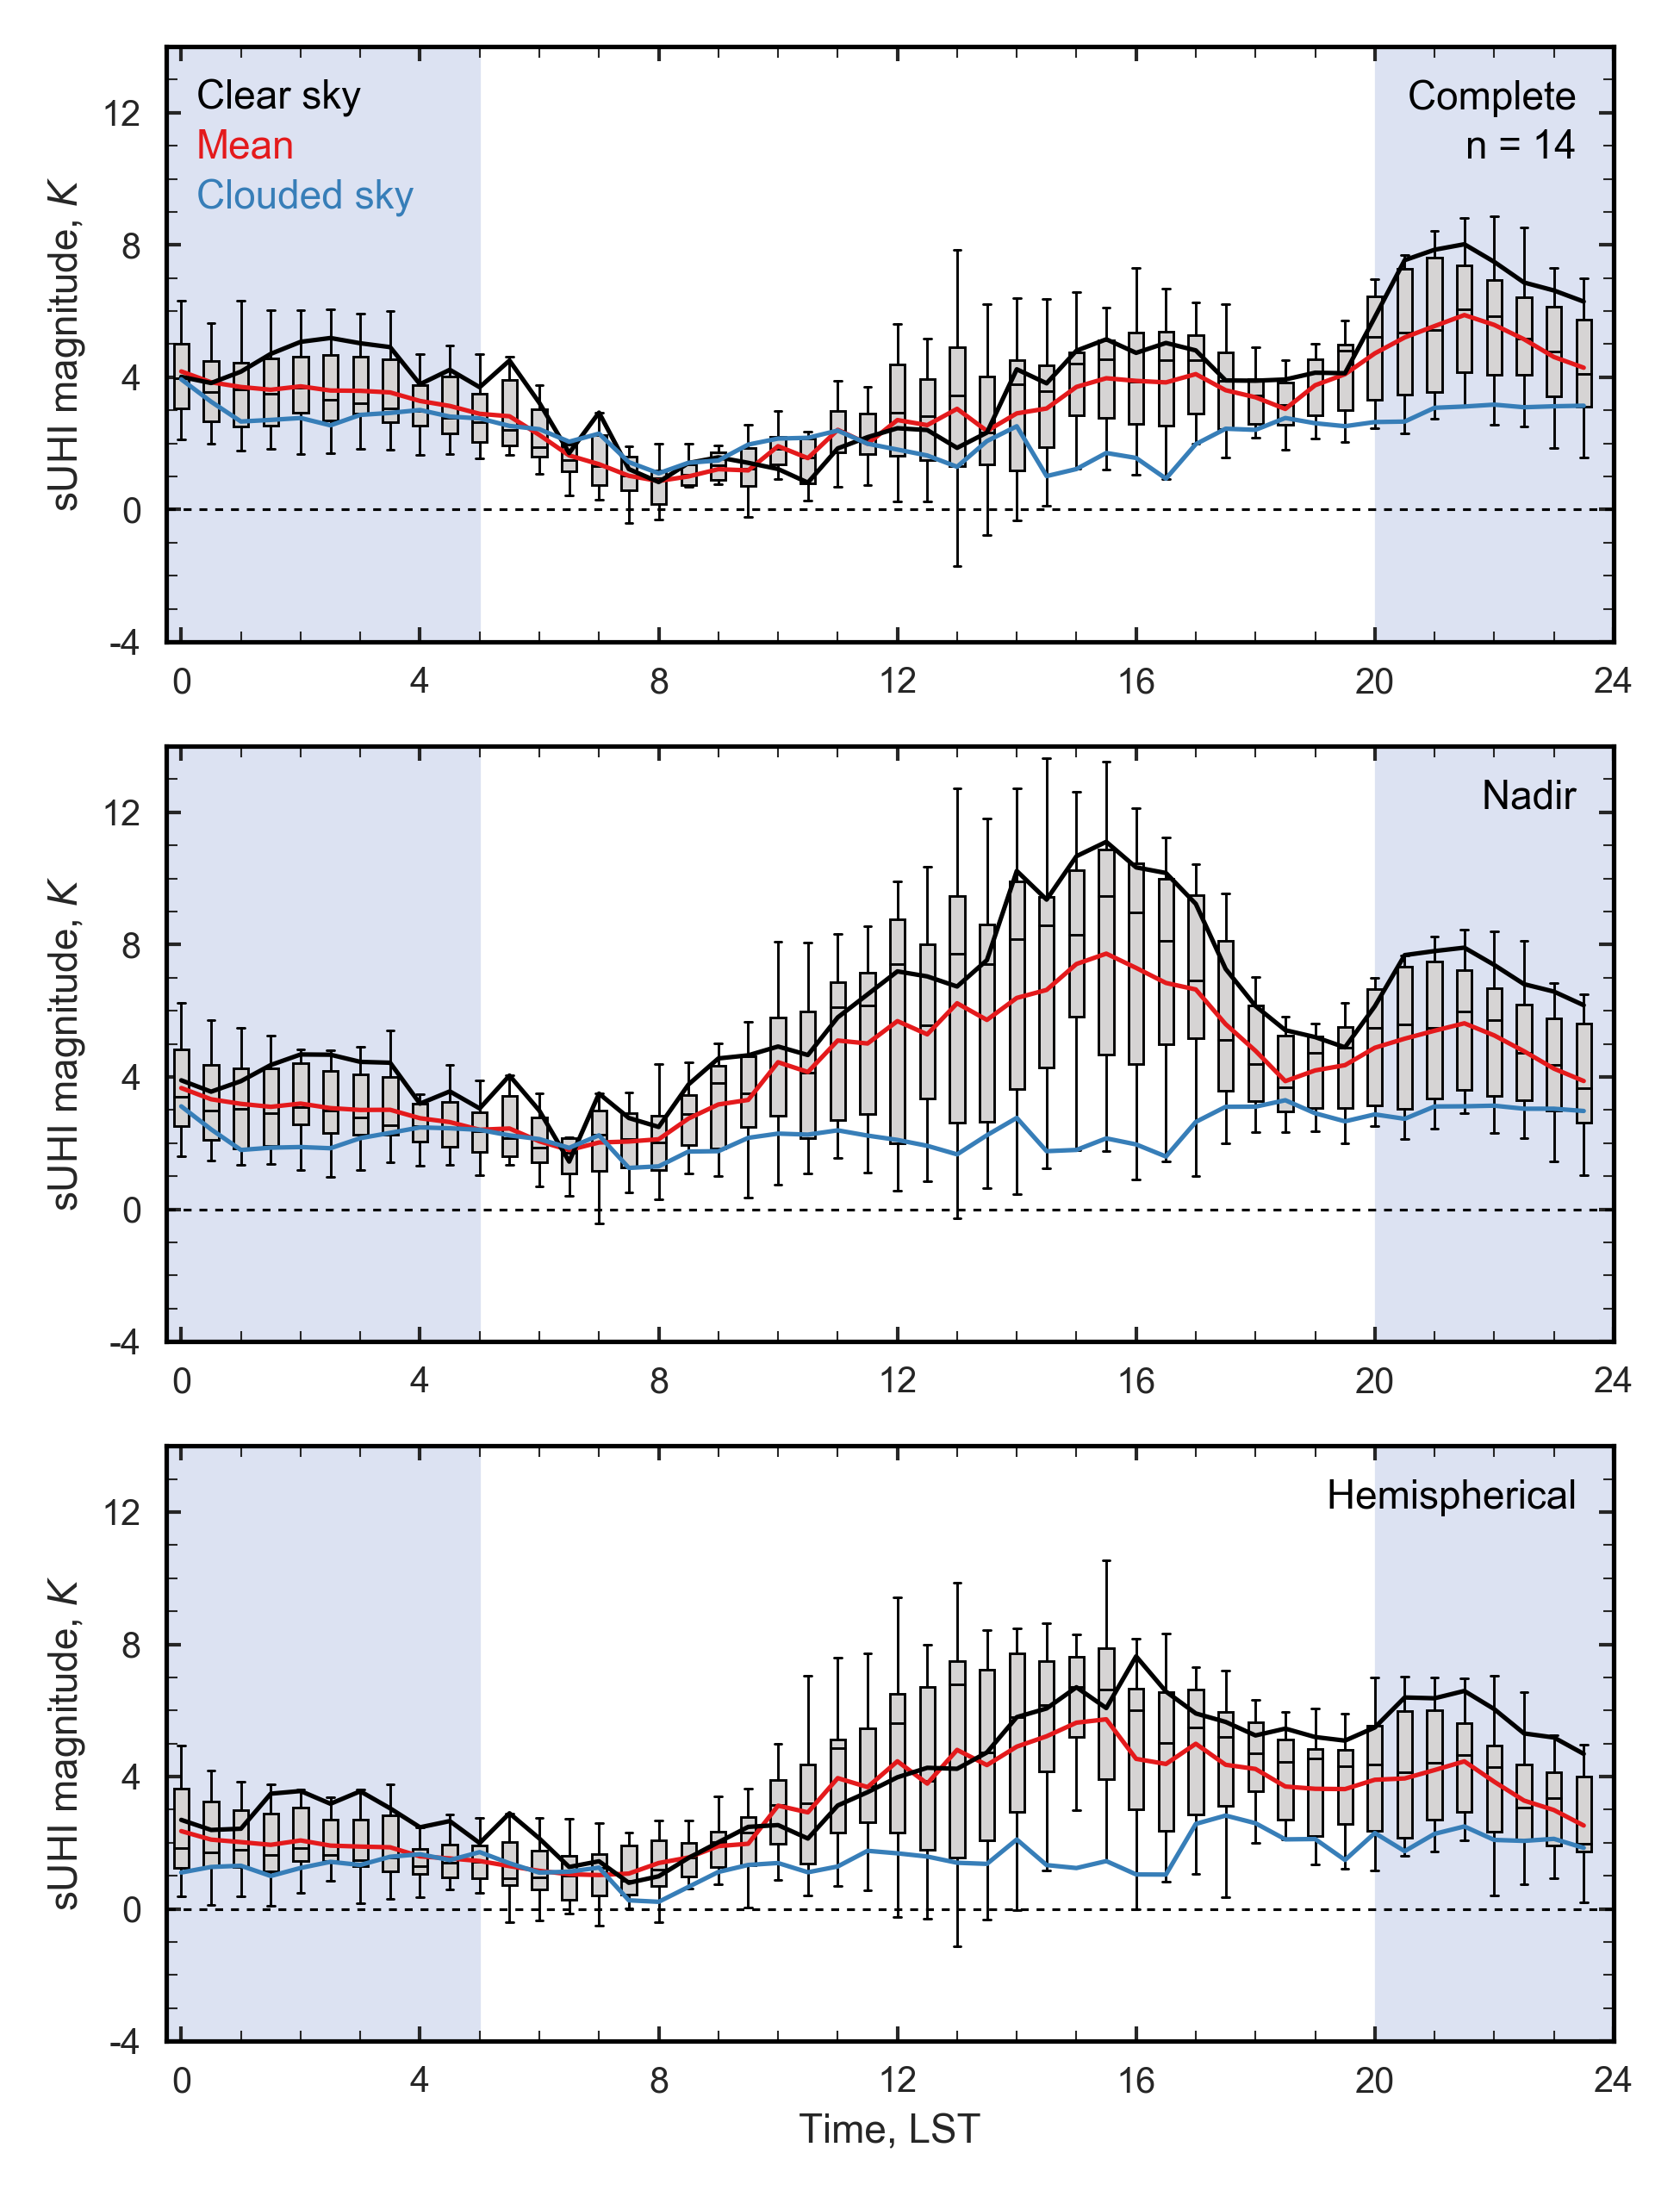 Clear sky
Mean
Clouded sky
Complete
n = 14
sUHI magnitude, K
12
8
4
0
-4
0 4 8 12 16 20 24
Nadir
sUHI magnitude, K
12
8
4
0
-4
0 4 8 12 16 20 24
Hemispherical
sUHI magnitude, K
12
8
4
0
-4
0 4 8 12 16 20 24
Time, LST